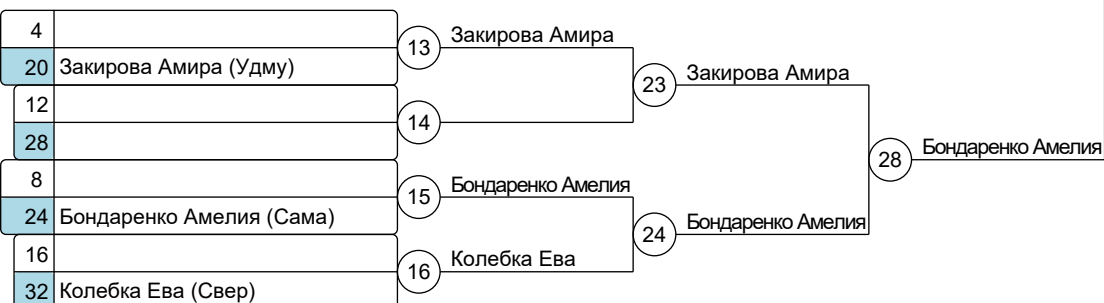 4
13
Закирова Амира
20 Закирова Амира (Удму)
23
Закирова Амира
12
14
28
28
Бондаренко Амелия
8
15
Бондаренко Амелия
24 Бондаренко Амелия (Сама)
24
Бондаренко Амелия
16
16
Колебка Ева
32 Колебка Ева (Свер)